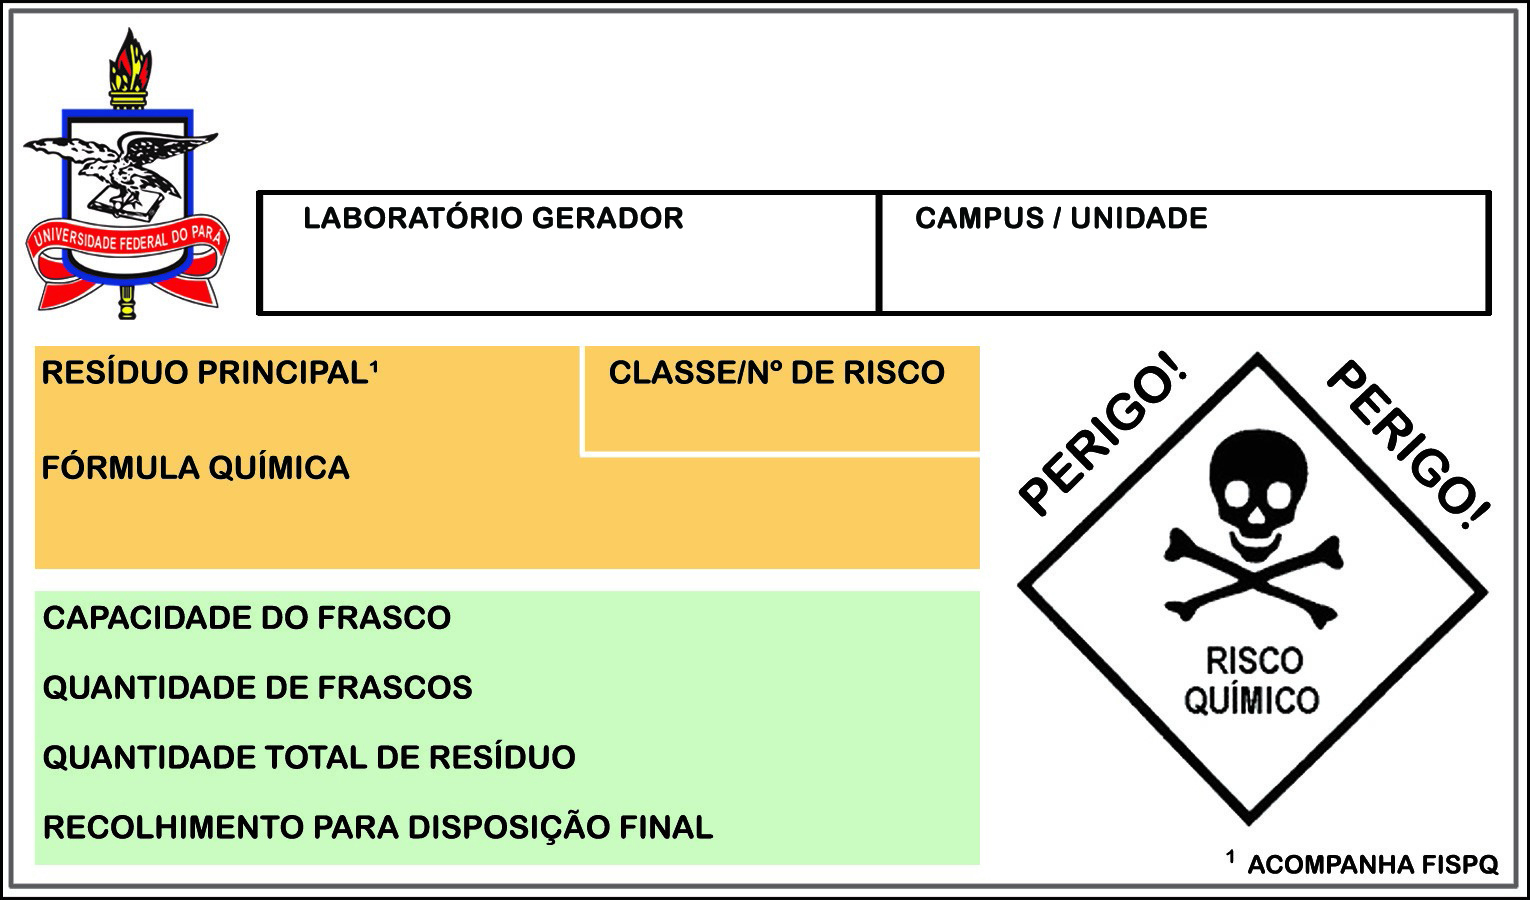 UNIVERSIDADE FEDERAL DO PARÁ
LABORATÓRIO GERADOR
CAMPUS / UNIDADE
RESÍDUO PRINCIPAL¹
CLASSE/Nº DE RISCO
FÓRMULA QUÍMICA
PERIGO!
PERIGO!
RISCO
QUÍMICO
CAPACIDADE DO FRASCO
QUANTIDADE DE FRASCOS
QUANTIDADE TOTAL DE RESÍDUO
RECOLHIMENTO PARA DISPOSIÇÃO FINAL
¹ ACOMPANHA FISPQ